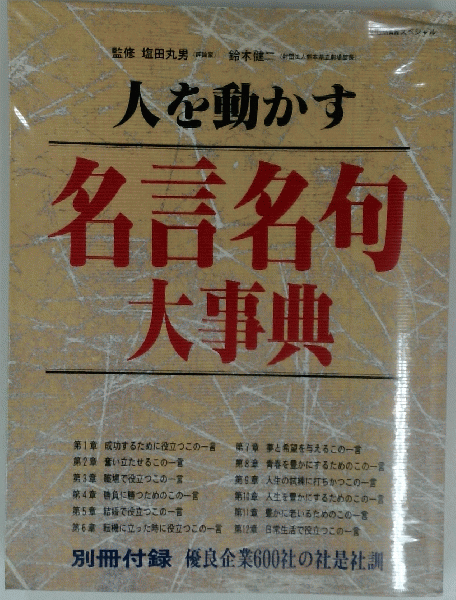 スペシャル
監修 塩田丸男(評論家) 鈴木健二
人を動かす
名言名句
大事典
第1章 成功するために役立つこの一言
第2章 奮い立たせるこの一言
第3章 職場で役立つこの一言
第4章 勝負に勝つためのこの一言
第5章 結婚で役立つこの一言
第6章 転機に立った時に役立つこの一言
第7章 夢と希望を与えるこの一言
第8章 青春を豊かにするためのこの一言
第9章 人生の試練に打ちかつこの一言
第10章 人生を豊かにするためのこの一言
第11章 豊かに老いるためのこの一言
第12章 日常生活で役立つこの一言
別冊付録 優良企業600社の社是社訓